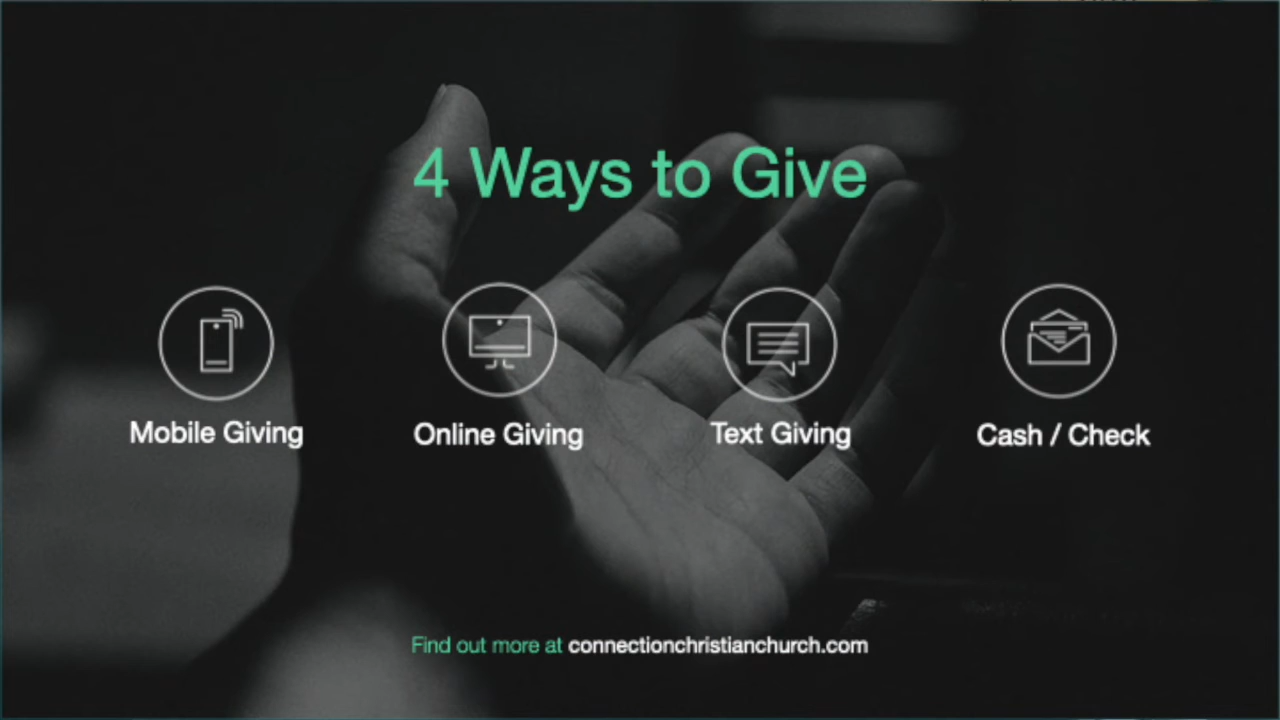 4 Ways to Give
Mobile Giving
Online Giving
Text Giving
Cash / Check
Find out more at connectionchristianchurch.com